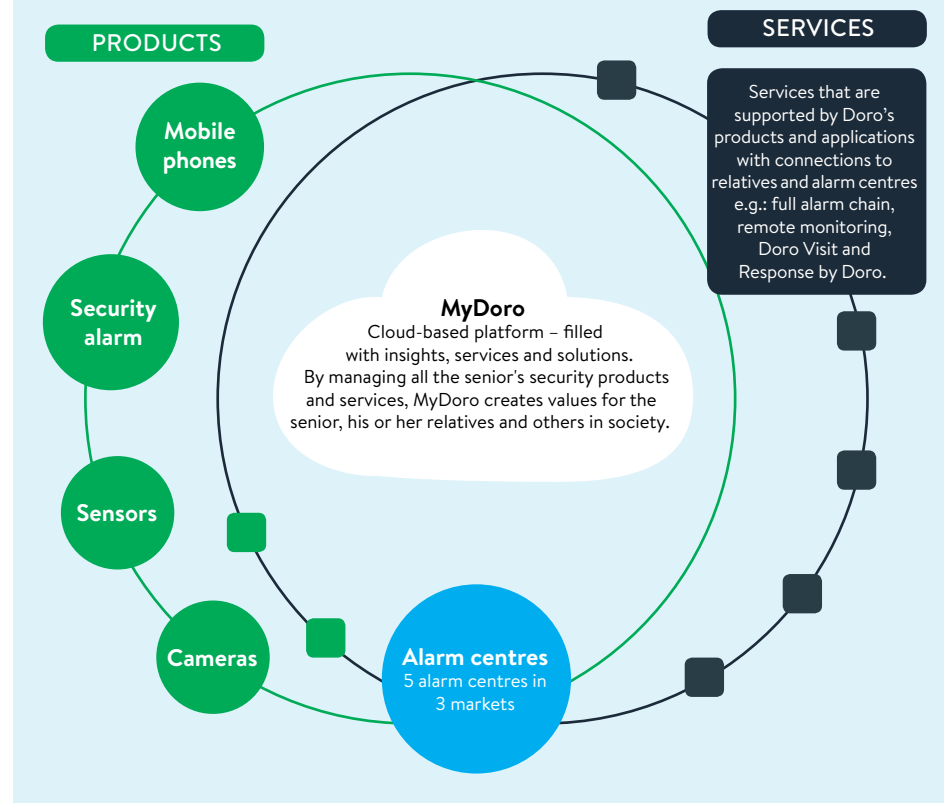 PRODUCTS
SERVICES
Mobile
phones
Security
alarm
Sensors
Cameras
Services that are
supported by Doro’s
products and applications
with connections to
relatives and alarm centres
e.g.: full alarm chain,
remote monitoring,
Doro Visit and
Response by Doro.
MyDoro
Cloud-based platform – filled
with insights, services and solutions.
By managing all the senior's security products
and services, MyDoro creates values for the
senior, his or her relatives and others in society.
Alarm centres
5 alarm centres in
3 markets